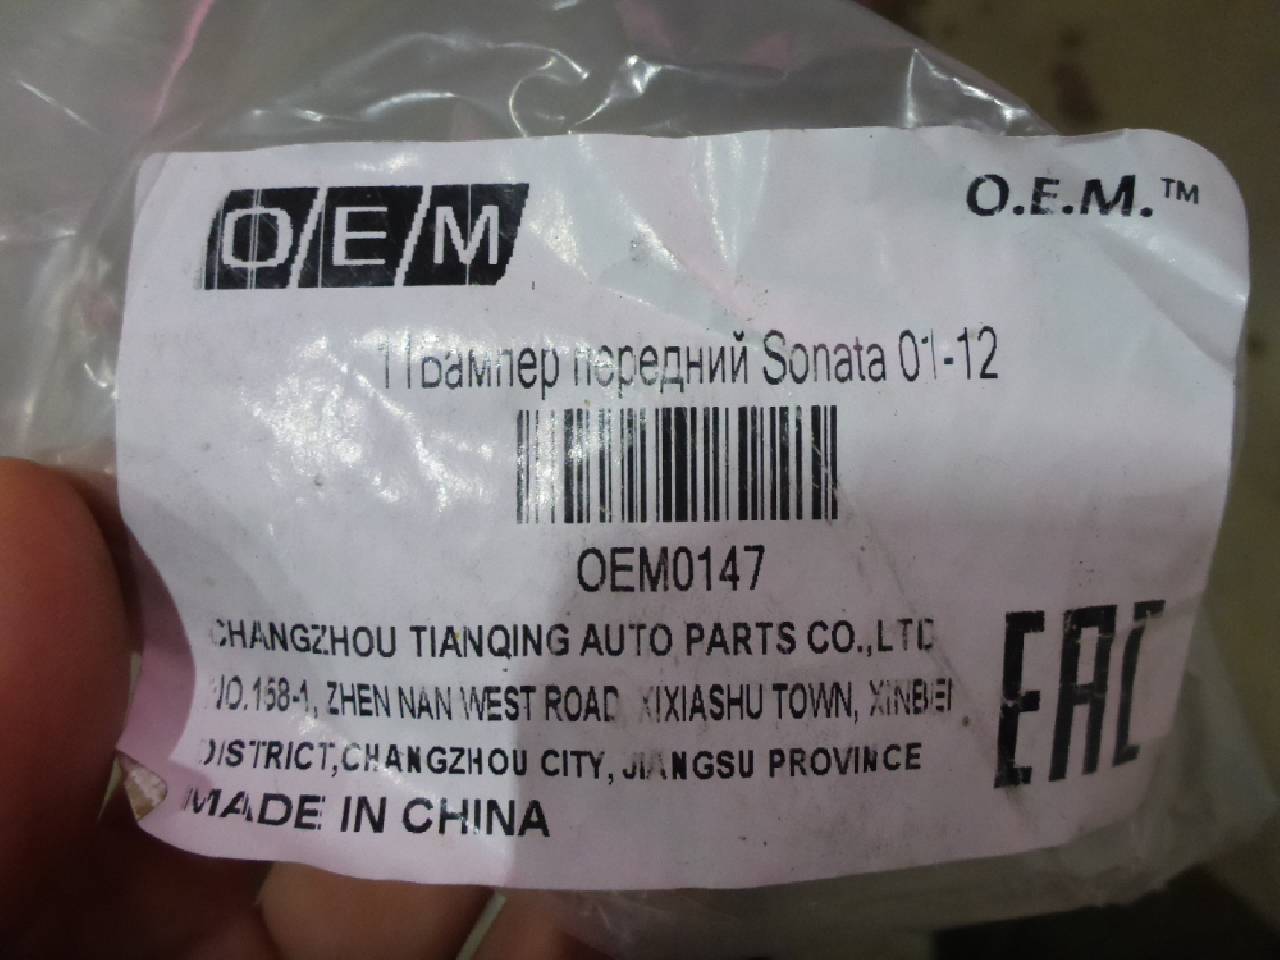 OEM
O.E.M.™
11Бампер передний Sonata 01-12
OEM0147
CHANGZHOU TIANQING AUTO PARTS CO.,LTD
NO.158-1, ZHEN NAN WEST ROAD XIXIASHU TOWN, XINBEI
DISTRICT,CHANGZHOU CITY, JIANGSU PROVINCE
MADE IN CHINA
EAC